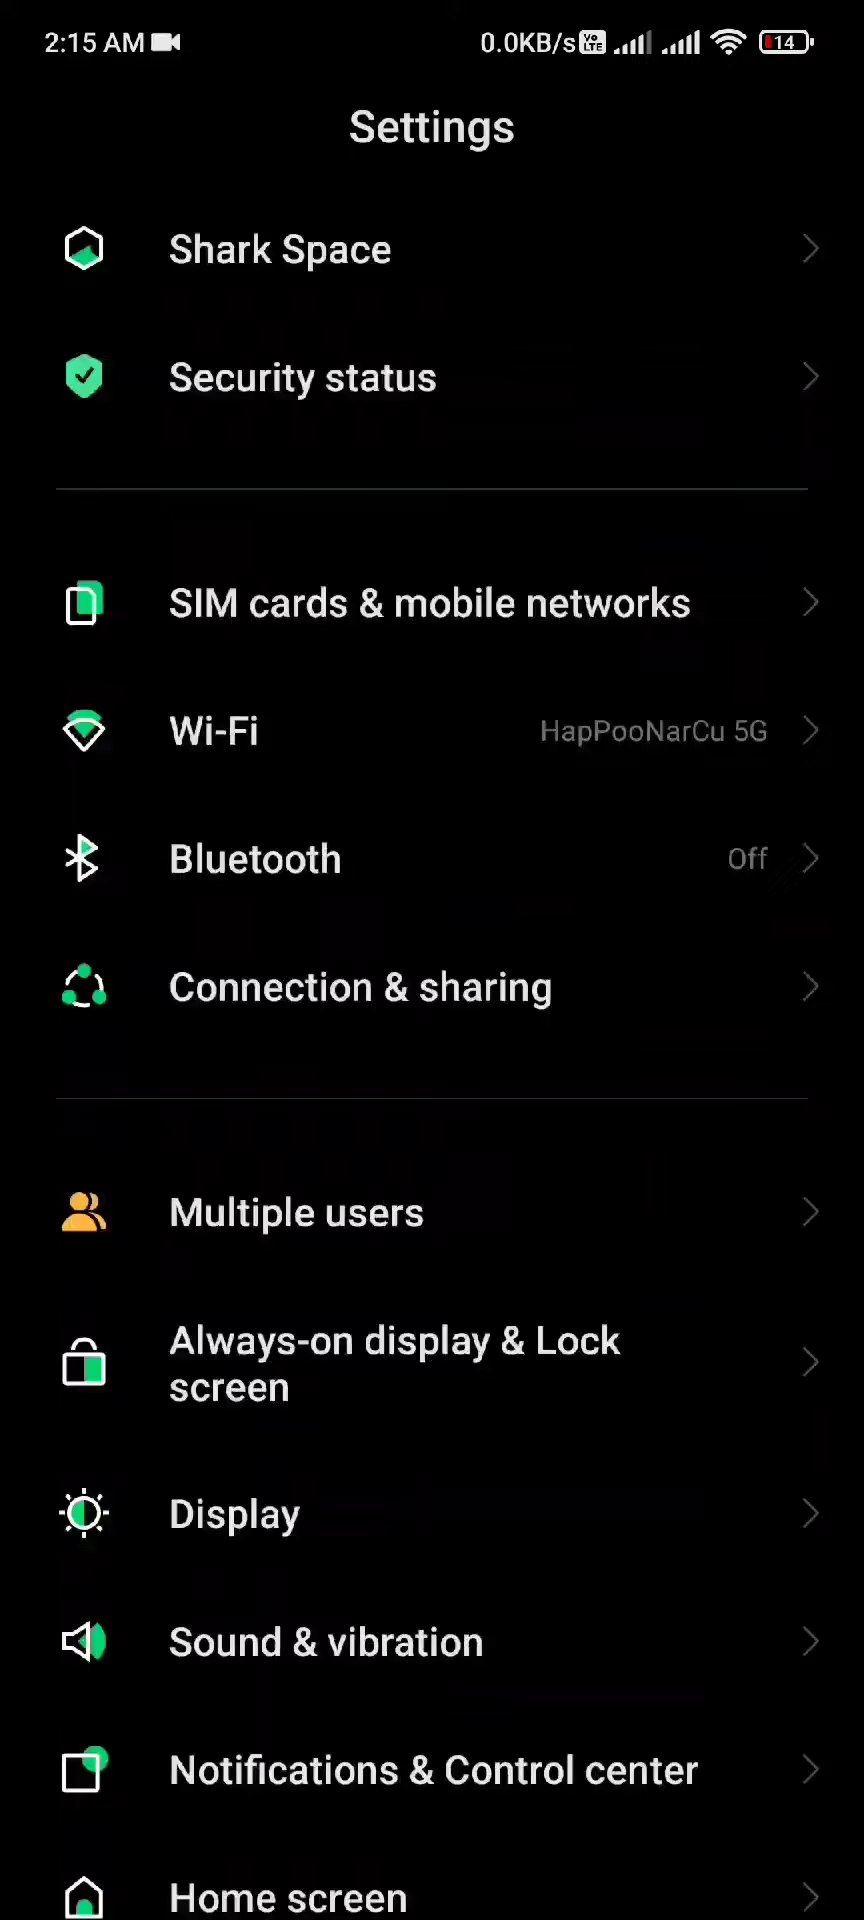 2:15 AM 0.0KB/s Vo LTE 14
Settings
Shark Space
Security status
SIM cards & mobile networks
Wi-Fi HapPooNarCu 5G
Bluetooth Off
Connection & sharing
Multiple users
Always-on display & Lock
screen
Display
Sound & vibration
Notifications & Control center
Home screen